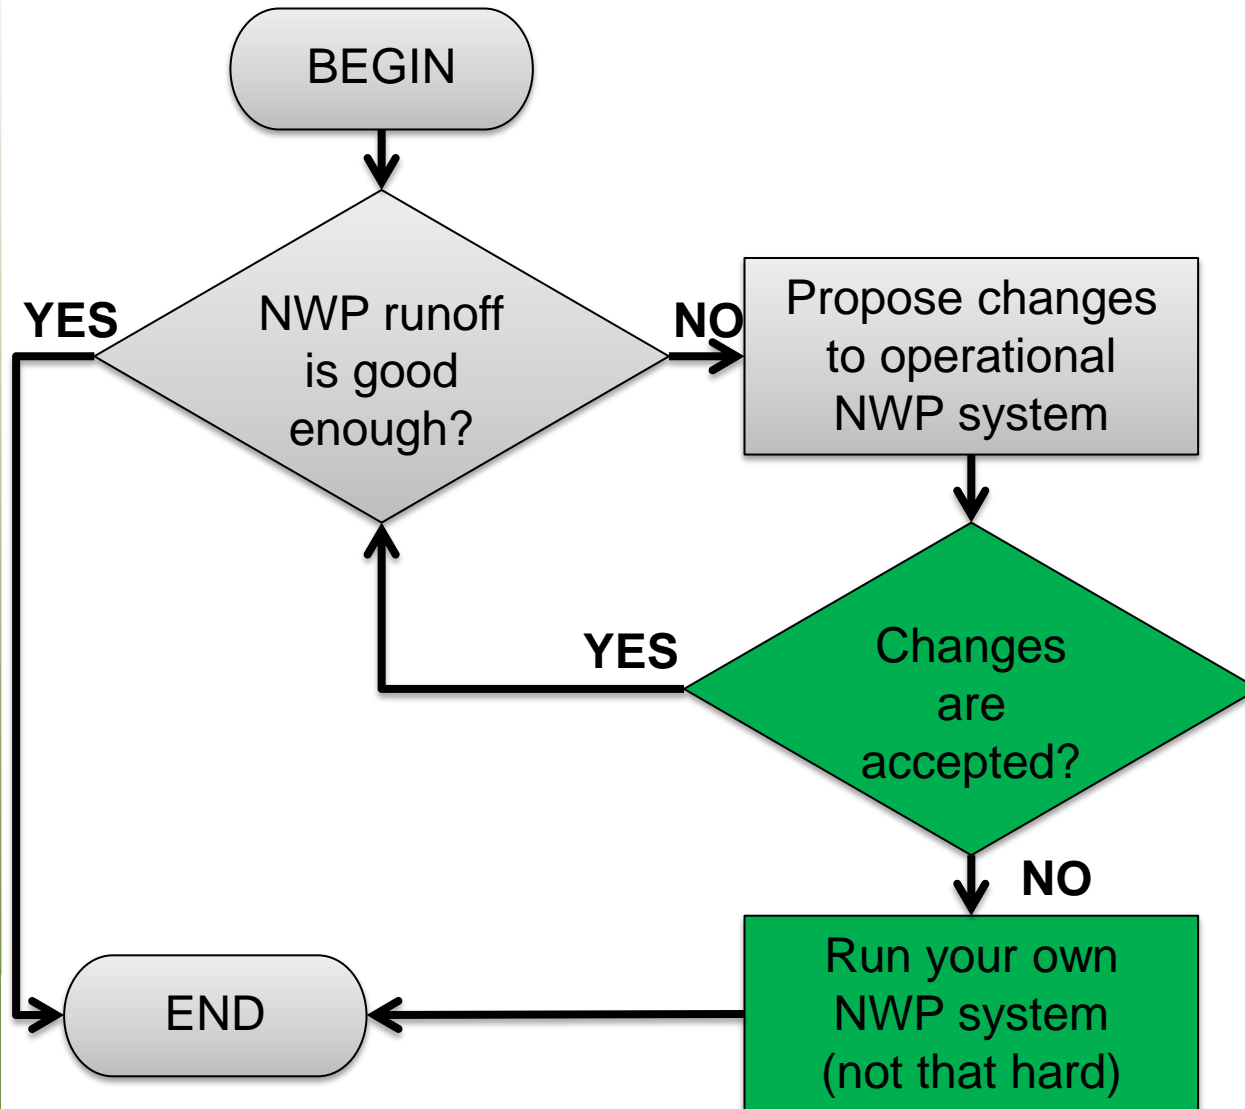 BEGIN
YES
NWP runoff
is good
enough?
NO
Propose changes
to operational
NWP system
YES
Changes
are
accepted?
NO
Run your own
NWP system
(not that hard)
END